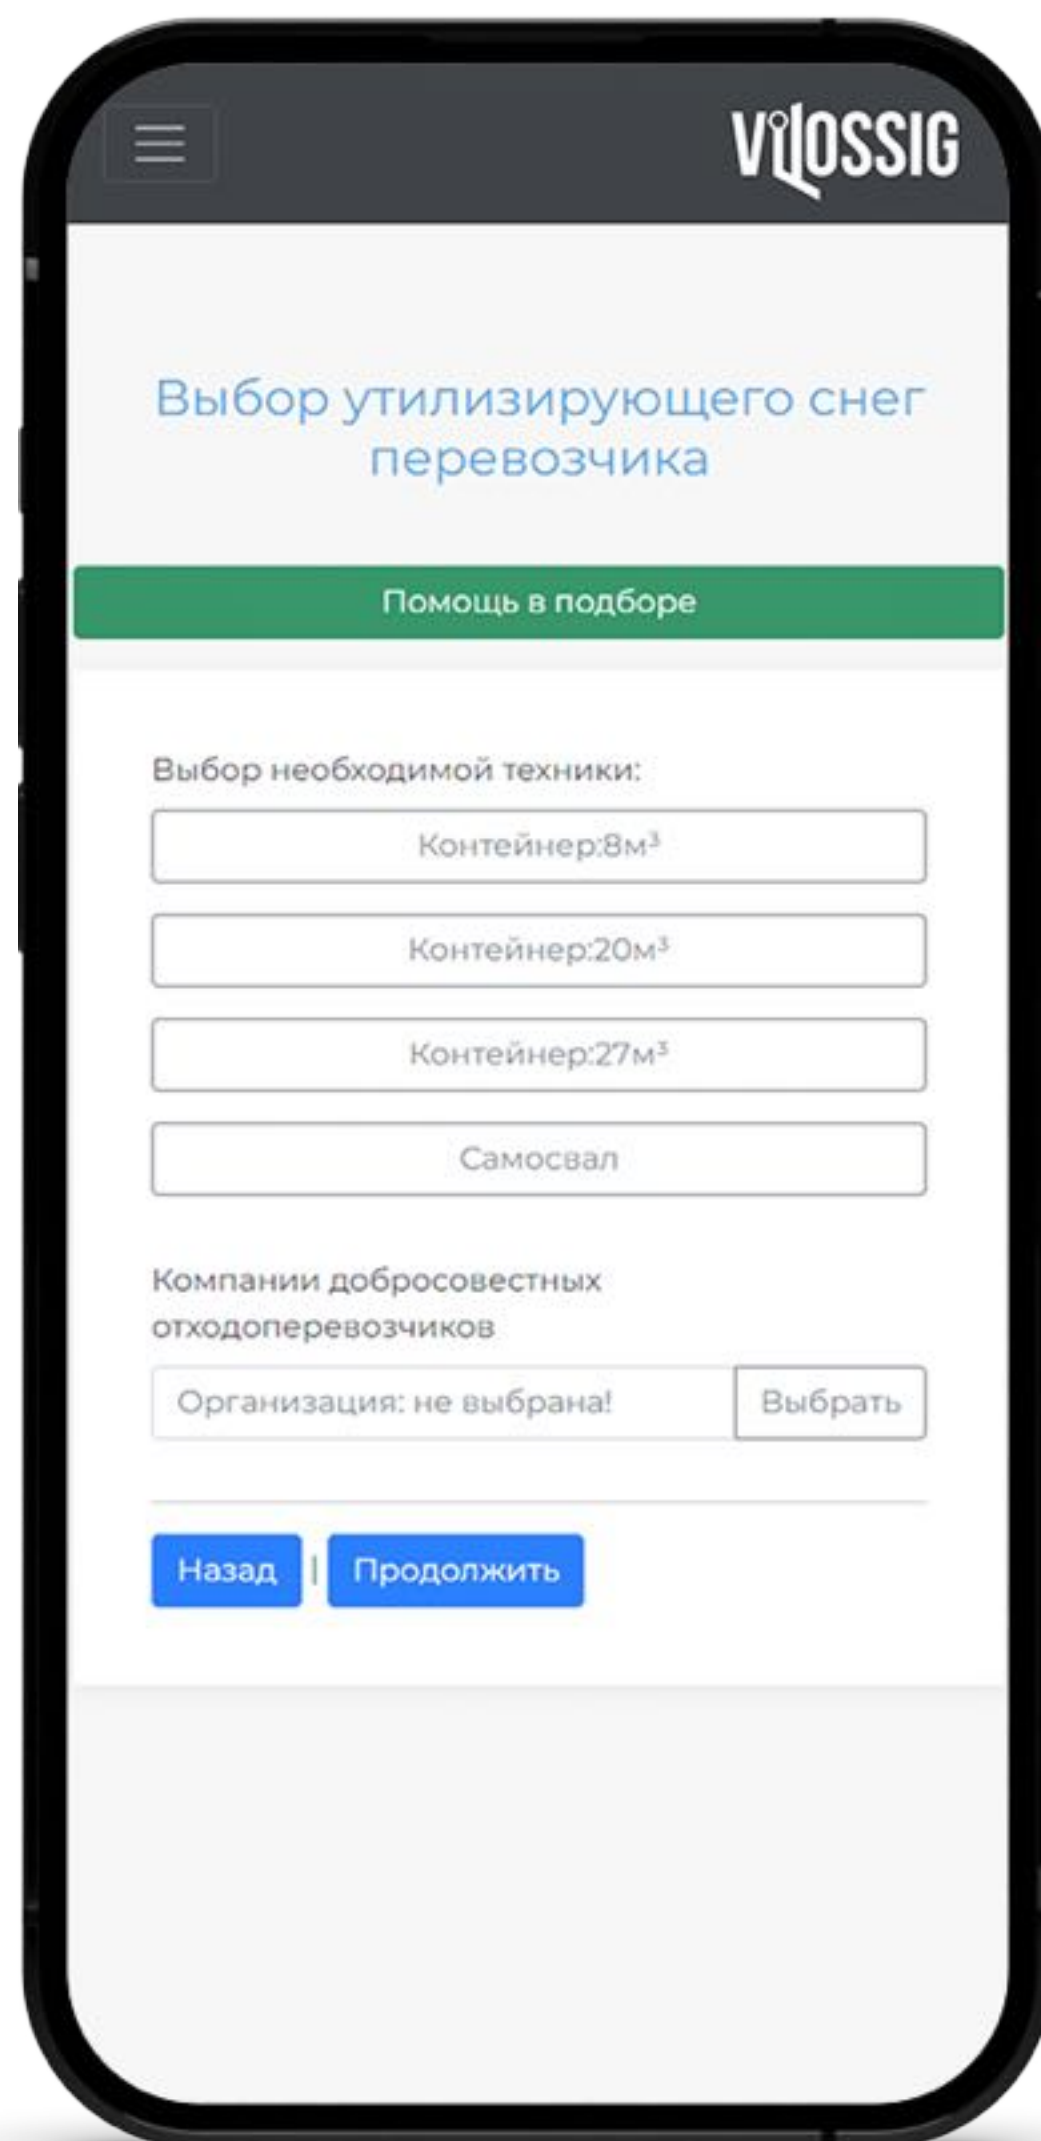 VILOSSIG
Выбор утилизирующего снег
перевозчика
Помощь в подборе
Выбор необходимой техники:
Контейнер:8м³
Контейнер:20м³
Контейнер:27м³
Самосвал
Компании добросовестных
отходоперевозчиков
Организация: не выбрана!
Выбрать
Назад | Продолжить